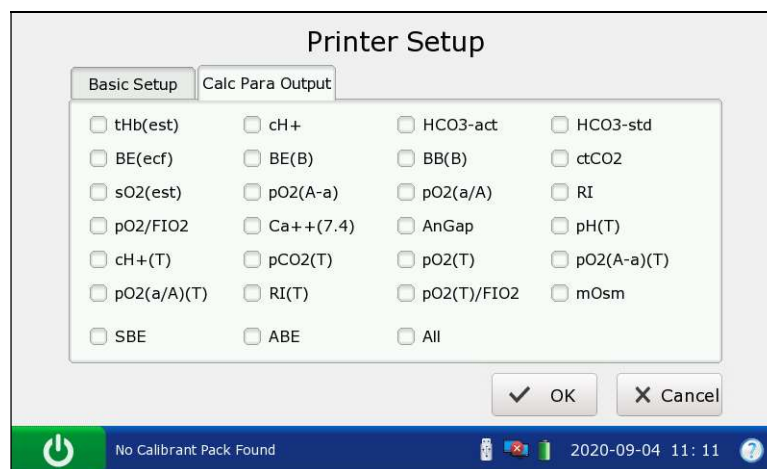 Printer Setup
Basic Setup Calc Para Output
tHb(est) cH+ HCO3-act HCO3-std
BE(ecf) BE(B) BB(B) ctCO2
sO2(est) pO2(A-a) pO2(a/A) RI
pO2/FIO2 Ca++(7.4) AnGap pH(T)
cH+(T) pCO2(T) pO2(T) pO2(A-a)(T)
pO2(a/A)(T) RI(T) pO2(T)/FIO2 mOsm
SBE ABE All
OK Cancel
No Calibrant Pack Found 2020-09-04 11: 11 ?